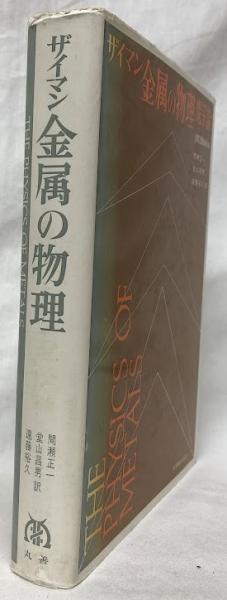 ザイマン 金属の物理
THE PHYSICS OF METALS
間瀬正一
堂山昌男 訳
遠藤裕久
丸善
ザイマン 金属の物理
THE
PHYSICS OF
METALS